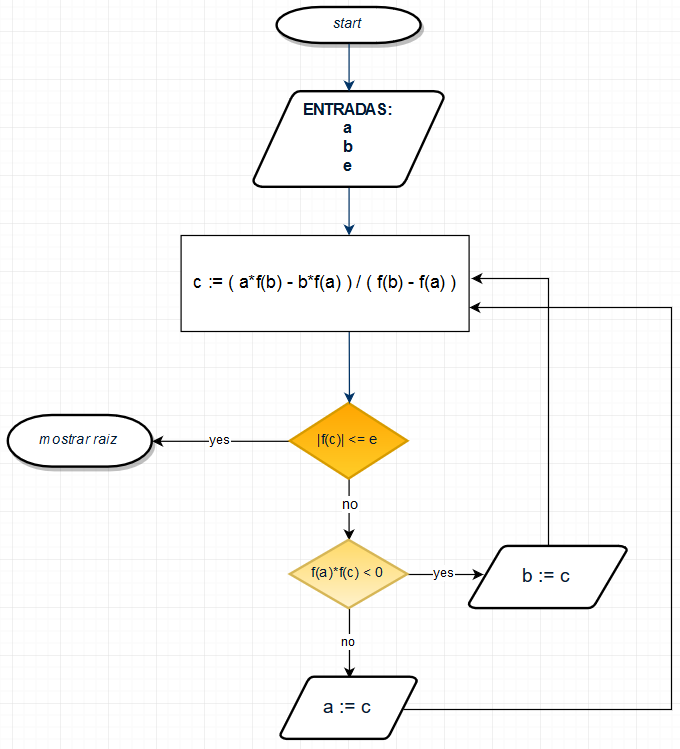 start
ENTRADAS:
a
b
e
c := ( a*f(b) - b*f(a) ) / ( f(b) - f(a) )
|f(c)| <= e
yes
mostrar raiz
no
f(a)*f(c) < 0
yes
b := c
no
a := c